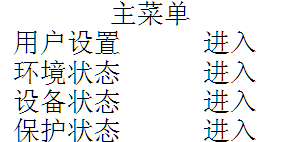 主菜单
用户设置 进入
环境状态 进入
设备状态 进入
保护状态 进入